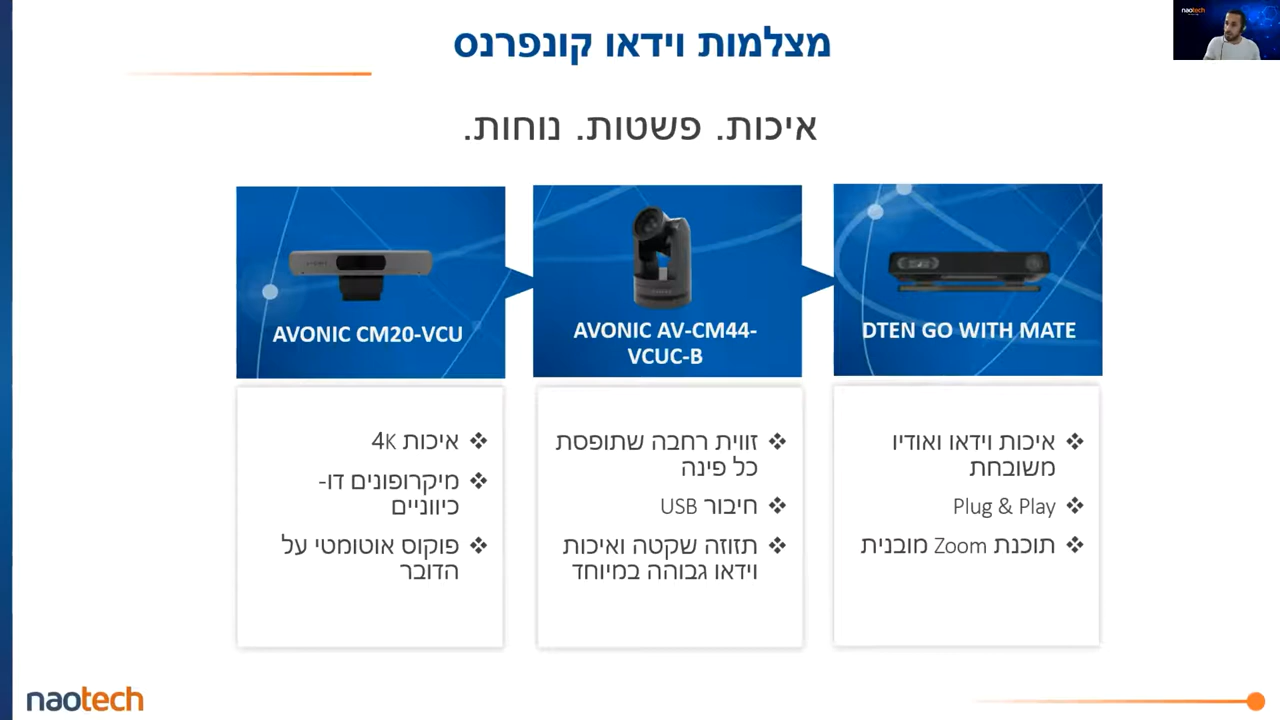 מצלמות וידאו קונפרנס
naotech
איכות. פשטות. נוחות.
DTEN GO WITH MATE
איכות וידאו ואודיו
משובחת
Plug & Play
תוכנת Zoom מובנית
AVONIC AV-CM44-
VCUC-B
זווית רחבה שתופסת
כל פינה
חיבור USB
תזוזה שקטה ואיכות
וידאו גבוהה במיוחד
AVONIC CM20-VCU
איכות 4K
מיקרופונים דו-
כיווניים
פוקוס אוטומטי על
הדובר
naotech